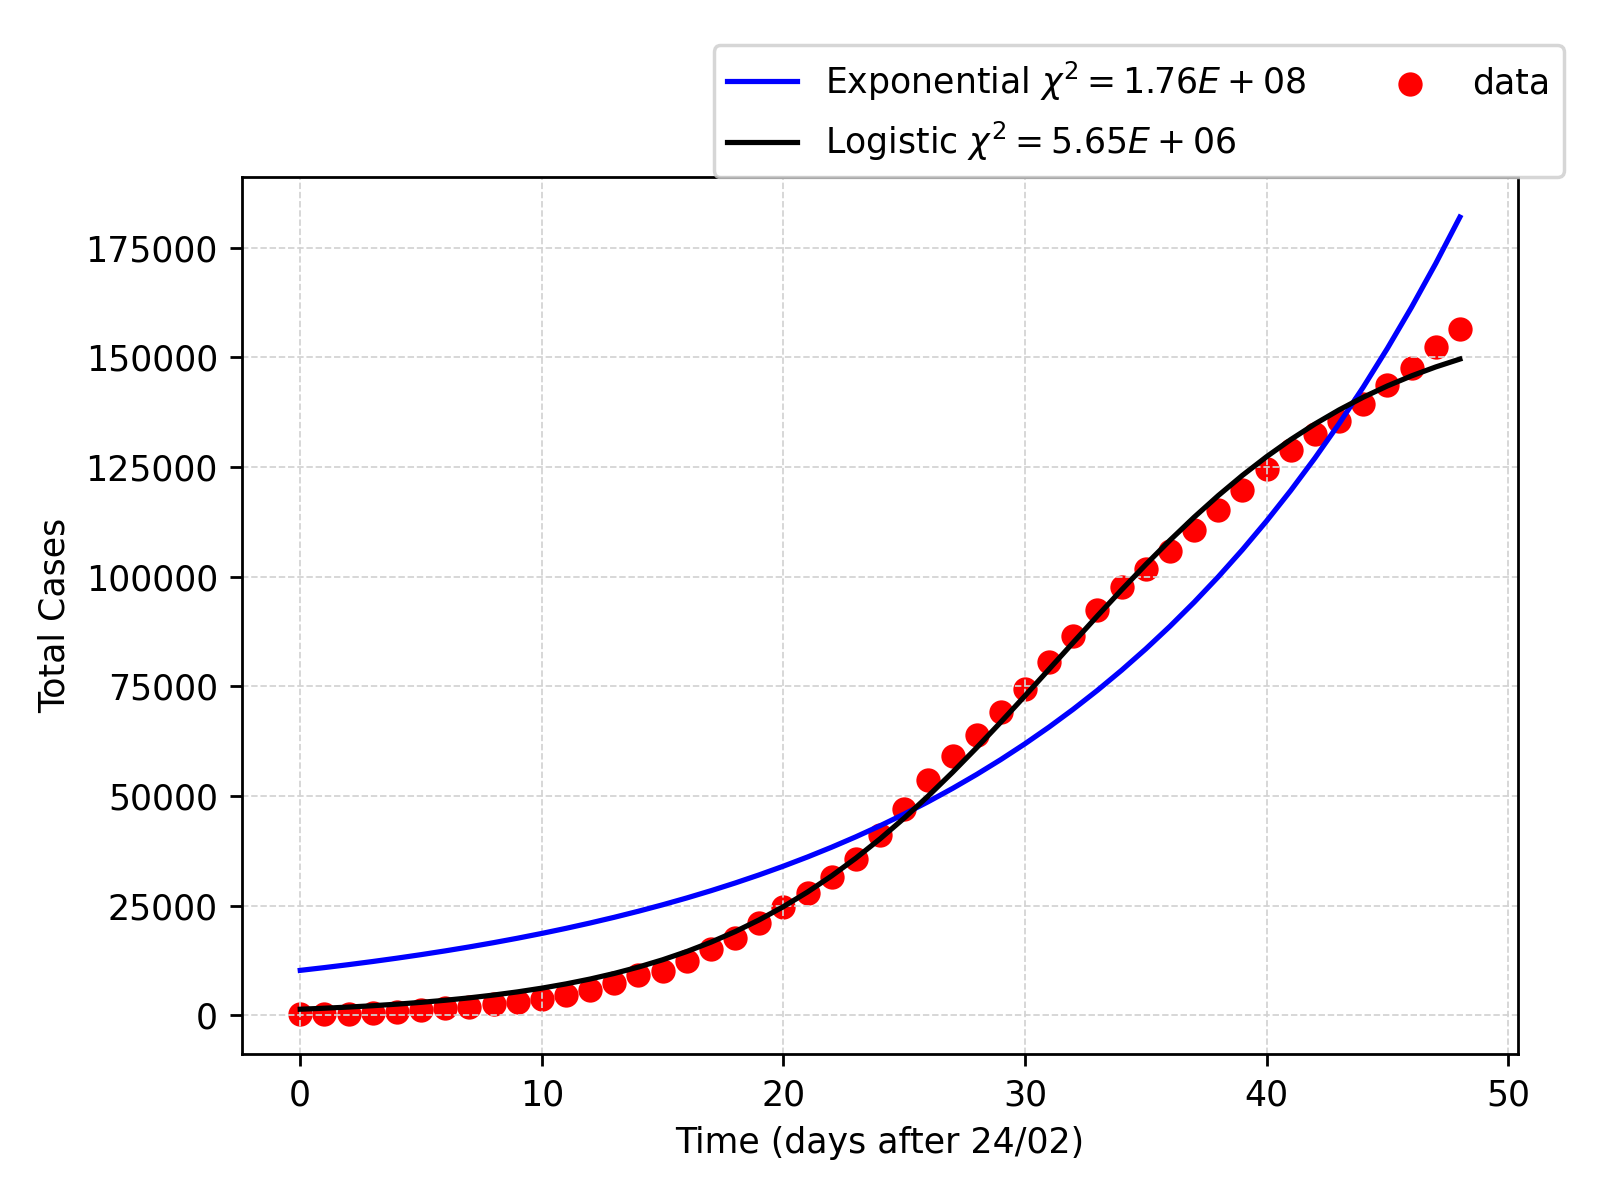 Exponential χ² = 1.76E + 08
data
Logistic χ² = 5.65E + 06
175000
150000
125000
100000
75000
50000
25000
0
Total Cases
0 10 20 30 40 50
Time (days after 24/02)